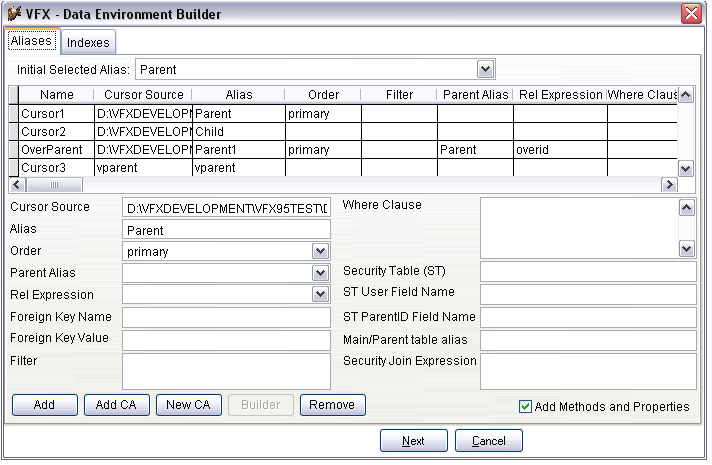 VFX - Data Environment Builder
Aliases Indexes
Initial Selected Alias: Parent
Name Cursor Source Alias Order Filter Parent Alias Rel Expression Where Claus
Cursor1 D:\VFXDEVELOPM Parent primary
Cursor2 D:\VFXDEVELOPM Child
OverParent D:\VFXDEVELOPM Parent1 primary Parent overid
Cursor3 vparent vparent
Cursor Source D:\VFXDEVELOPMENT\VFX95TEST\D Where Clause
Alias Parent
Order primary
Parent Alias Security Table (ST)
Rel Expression ST User Field Name
Foreign Key Name ST ParentID Field Name
Foreign Key Value Main/Parent table alias
Filter Security Join Expression
Add Add CA New CA Builder Remove Add Methods and Properties
Next Cancel